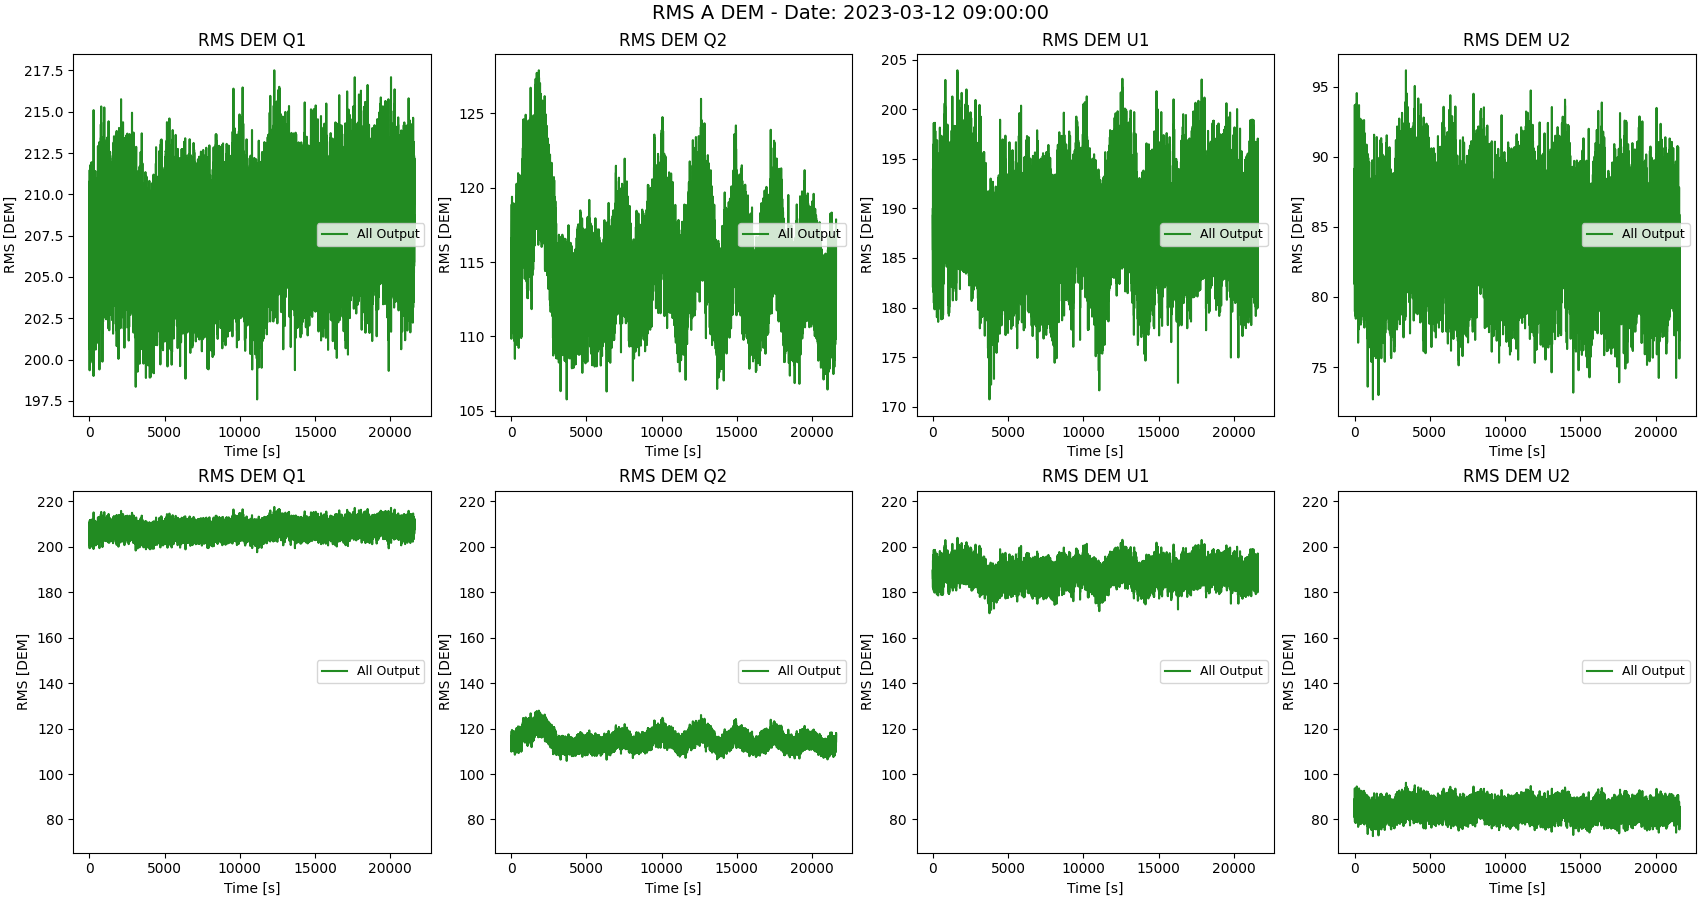 RMS A DEM - Date: 2023-03-12 09:00:00
RMS DEM Q1
RMS [DEM]
217.5
215.0
212.5
210.0
207.5
205.0
202.5
200.0
197.5
0 5000 10000 15000 20000
Time [s]
All Output
RMS DEM Q2
RMS [DEM]
125
120
115
110
105
0 5000 10000 15000 20000
Time [s]
All Output
RMS DEM U1
RMS [DEM]
205
200
195
190
185
180
175
170
0 5000 10000 15000 20000
Time [s]
All Output
RMS DEM U2
RMS [DEM]
95
90
85
80
75
0 5000 10000 15000 20000
Time [s]
All Output
RMS DEM Q1
RMS [DEM]
220
200
180
160
140
120
100
80
0 5000 10000 15000 20000
Time [s]
All Output
RMS DEM Q2
RMS [DEM]
220
200
180
160
140
120
100
80
0 5000 10000 15000 20000
Time [s]
All Output
RMS DEM U1
RMS [DEM]
220
200
180
160
140
120
100
80
0 5000 10000 15000 20000
Time [s]
All Output
RMS DEM U2
RMS [DEM]
220
200
180
160
140
120
100
80
0 5000 10000 15000 20000
Time [s]
All Output